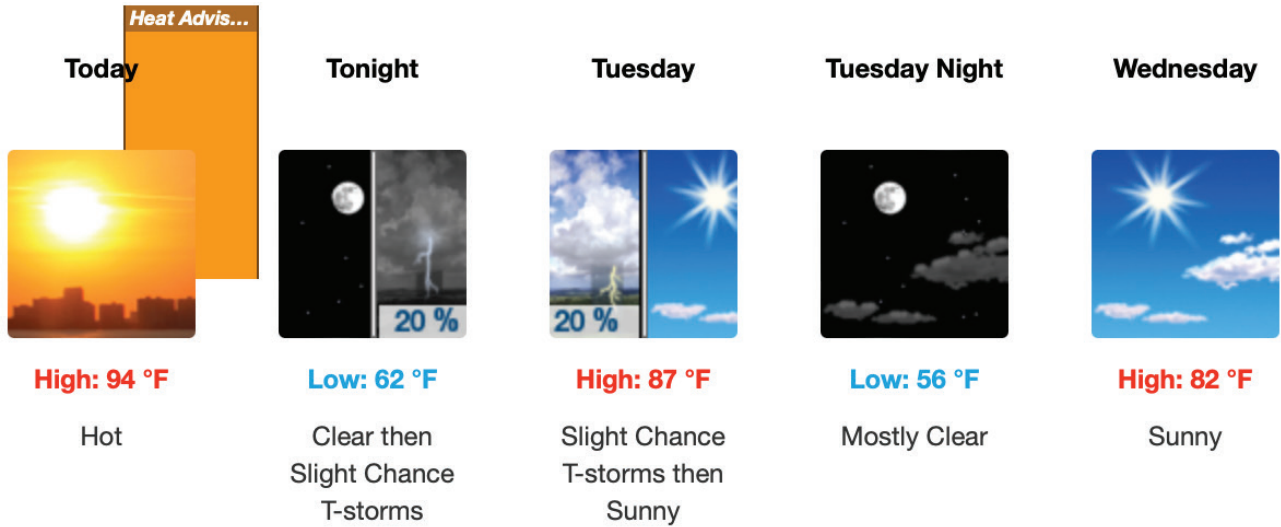 Heat Advis...
Today
Tonight
Tuesday
Tuesday Night
Wednesday
20 %
20 %
High: 94 °F
Low: 62 °F
High: 87 °F
Low: 56 °F
High: 82 °F
Hot
Clear then
Slight Chance
T-storms
Slight Chance
T-storms then
Sunny
Mostly Clear
Sunny